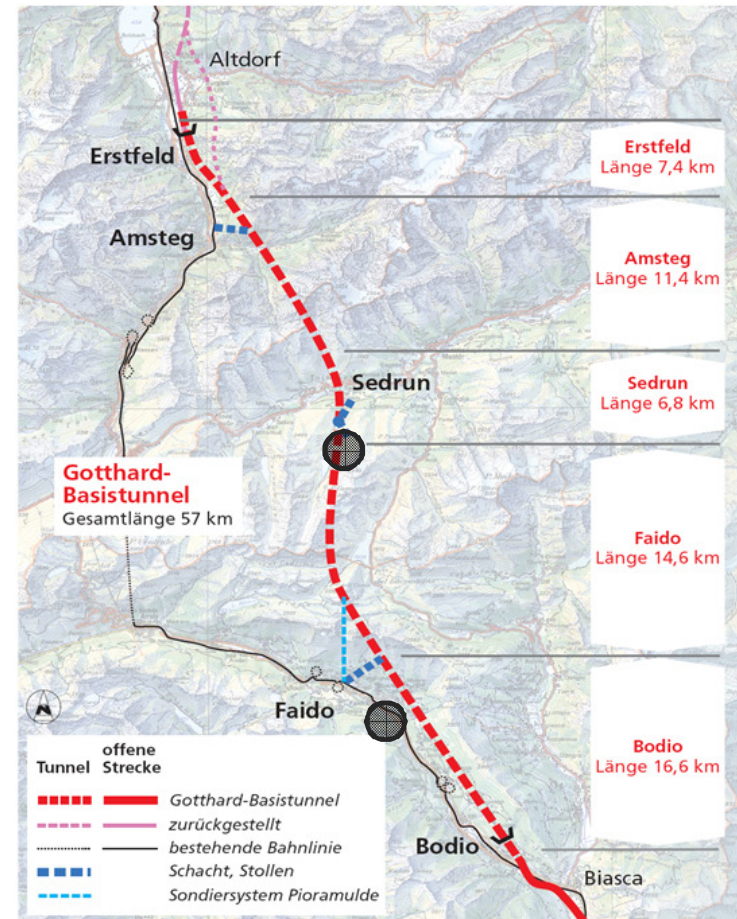 Altdorf
Erstfeld
Erstfeld
Länge 7,4 km
Amsteg
Amsteg
Länge 11,4 km
Sedrun
Sedrun
Länge 6,8 km
Gotthard-
Basistunnel
Gesamtlänge 57 km
Faido
Länge 14,6 km
Faido
N
Bodio
Länge 16,6 km
Bodio
Biasca
Tunnel
offene
Strecke
Gotthard-Basistunnel
zurückgestellt
bestehende Bahnlinie
Schacht, Stollen
Sondiersystem Pioramulde